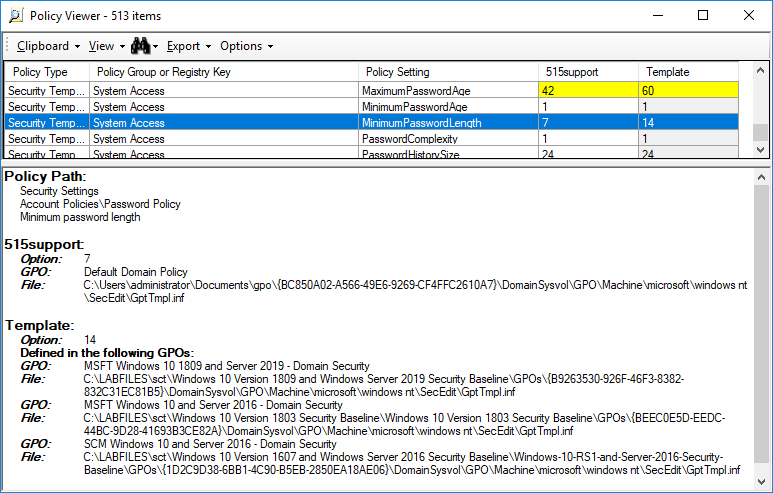 Policy Viewer - 513 items
Clipboard View Export Options
Policy Type Policy Group or Registry Key Policy Setting 515support Template
Security Temp... System Access MaximumPasswordAge 42 60
Security Temp... System Access MinimumPasswordAge 1 1
Security Temp... System Access MinimumPasswordLength 7 14
Security Temp... System Access PasswordComplexity 1 1
Security Temp... System Access PasswordHistorySize 24 24
Policy Path:
Security Settings
Account Policies\Password Policy
Minimum password length
515support:
Option: 7
GPO: Default Domain Policy
File: C:\Users\administrator\Documents\gpo\{BC850A02-A566-49E6-9269-CF4FFC2610A7}\DomainSysvol\GPO\Machine\microsoft\windows nt
\SecEdit\GptTmpl.inf
Template:
Option: 14
Defined in the following GPOs:
GPO: MSFT Windows 10 1809 and Server 2019 - Domain Security
File: C:\LABFILES\sct\Windows 10 Version 1809 and Windows Server 2019 Security Baseline\GPOs\{B9263530-926F-46F3-8382-
832C31EC81B5}\DomainSysvol\GPO\Machine\microsoft\windows nt\SecEdit\GptTmpl.inf
GPO: MSFT Windows 10 and Server 2016 - Domain Security
File: C:\LABFILES\sct\Windows 10 Version 1803 Security Baseline\Windows 10 Version 1803 Security Baseline\GPOs\{BEEC0E5D-EEDC-
44BC-9D28-41693B3CE82A}\DomainSysvol\GPO\Machine\microsoft\windows nt\SecEdit\GptTmpl.inf
GPO: SCM Windows 10 and Server 2016 - Domain Security
File: C:\LABFILES\sct\Windows 10 Version 1607 and Windows Server 2016 Security Baseline\Windows-10-RS1-and-Server-2016-Security-
Baseline\GPOs\{1D2C9D38-6BB1-4C90-B5EB-2850EA18AE06}\DomainSysvol\GPO\Machine\microsoft\windows nt\SecEdit\GptTmpl.inf